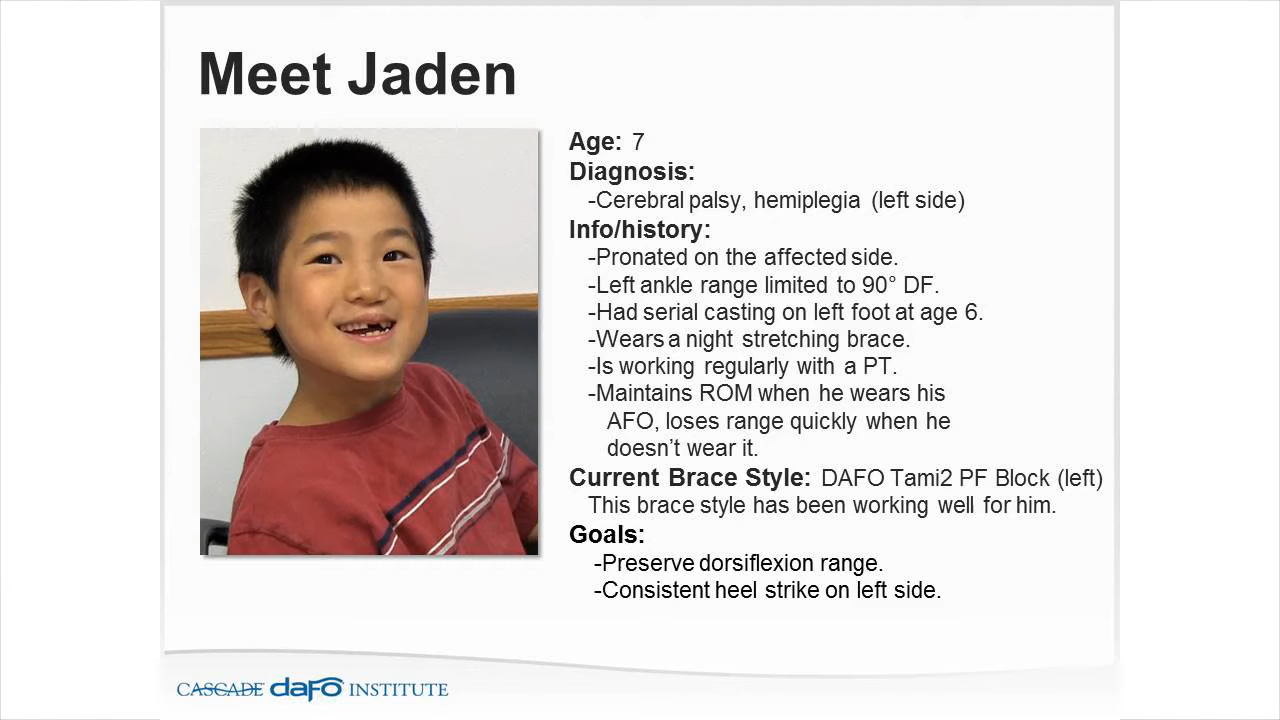 Meet Jaden
Age: 7
Diagnosis:
-Cerebral palsy, hemiplegia (left side)
Info/history:
-Pronated on the affected side.
-Left ankle range limited to 90° DF.
-Had serial casting on left foot at age 6.
-Wears a night stretching brace.
-Is working regularly with a PT.
-Maintains ROM when he wears his
AFO, loses range quickly when he
doesn't wear it.
Current Brace Style: DAFO Tami2 PF Block (left)
This brace style has been working well for him.
Goals:
-Preserve dorsiflexion range.
-Consistent heel strike on left side.
CASCADE dafo INSTITUTE